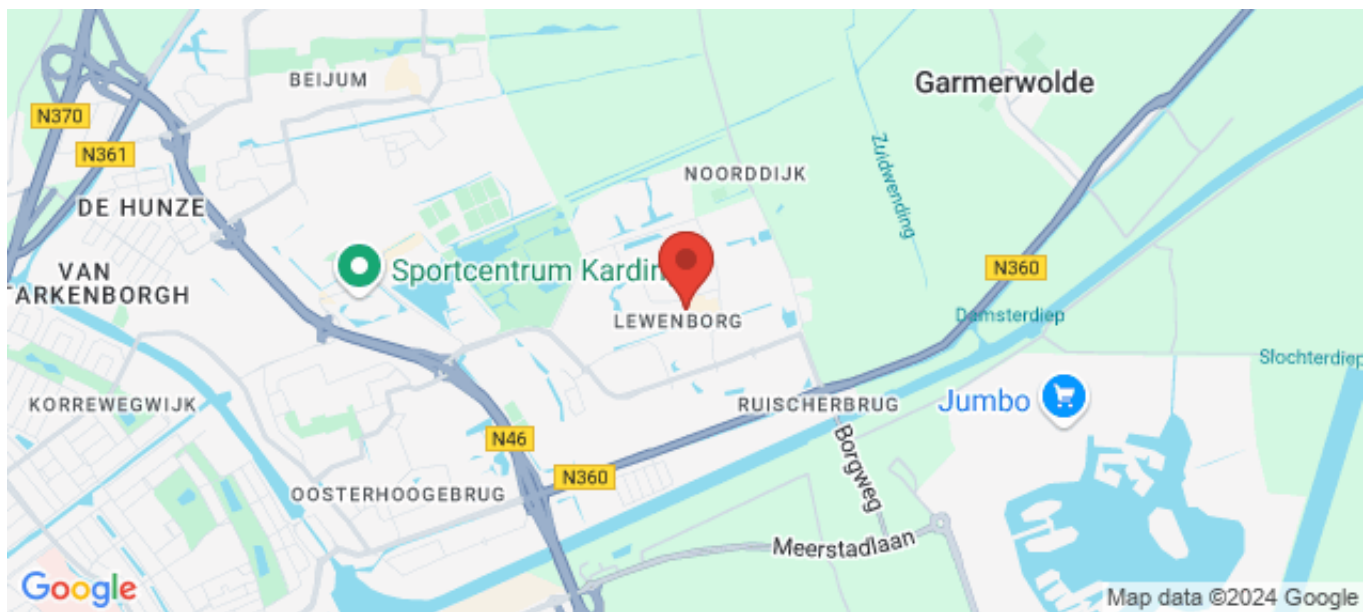 BEIJUM
Garmerwolde
N370
N361
Zuidwending
NOORDDIJK
DE HUNZE
Sportcentrum Kardin
VAN
TARKENBORGH
N360
LEWENBORG
Damsterdiep
Slochterdiep
KORREWEGWIJK
RUISCHERBRUG
Jumbo
N46
Borgweg
N360
OOSTERHOOGEBRUG
Meerstadlaan
Google
Map data ©2024 Google